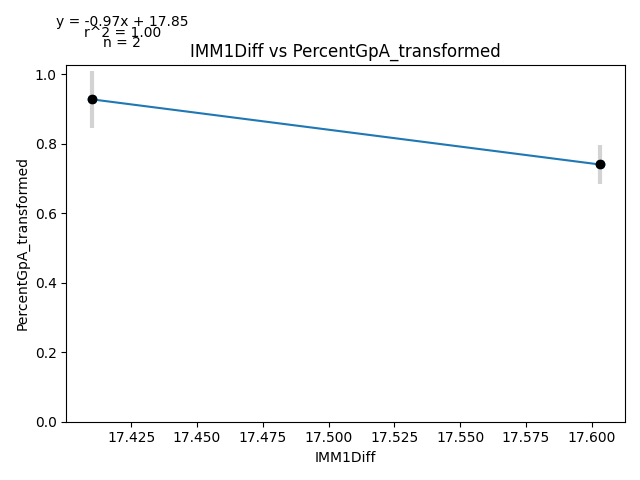 y = -0.97x + 17.85
r^2 = 1.00
n = 2
IMM1Diff vs PercentGpA_transformed
1.0
0.8
0.6
0.4
0.2
0.0
PercentGpA_transformed
17.425 17.450 17.475 17.500 17.525 17.550 17.575 17.600
IMM1Diff